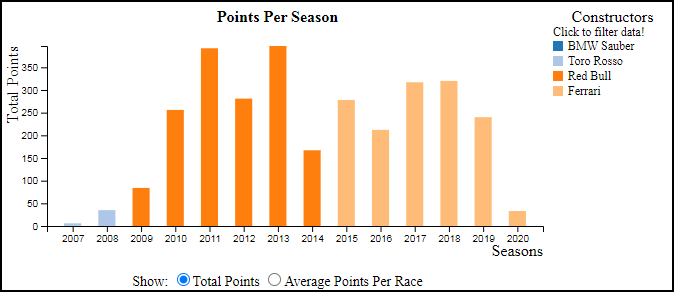 Points Per Season
Constructors
Click to filter data!
BMW Sauber
Toro Rosso
Red Bull
Ferrari
Total Points
350
300
250
200
150
100
50
0
2007 2008 2009 2010 2011 2012 2013 2014 2015 2016 2017 2018 2019 2020
Seasons
Show: Total Points Average Points Per Race